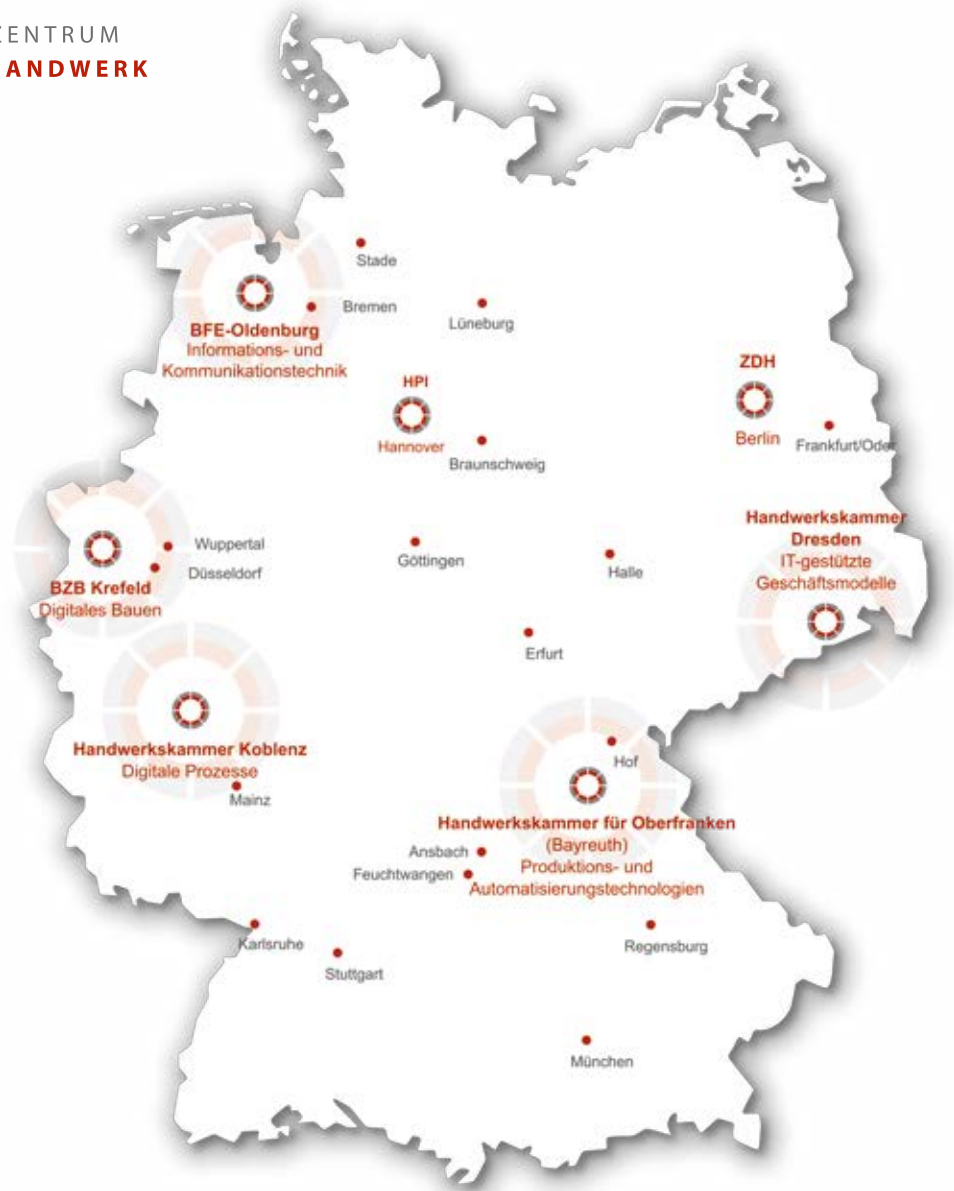 ZENTRUM
ANDWERK
Stade
Bremen
Lüneburg
BFE-Oldenburg
Informations- und
Kommunikationstechnik
HPI
Hannover
Braunschweig
ZDH
Berlin
Frankfurt/Oder
Wuppertal
Düsseldorf
BZB Krefeld
Digitales Bauen
Göttingen
Halle
Handwerkskammer
Dresden
IT-gestützte
Geschäftsmodelle
Erfurt
Handwerkskammer Koblenz
Digitale Prozesse
Mainz
Hof
Handwerkskammer für Oberfranken
(Bayreuth)
Produktions- und
Automatisierungstechnologien
Ansbach
Feuchtwangen
Karlsruhe
Stuttgart
Regensburg
München